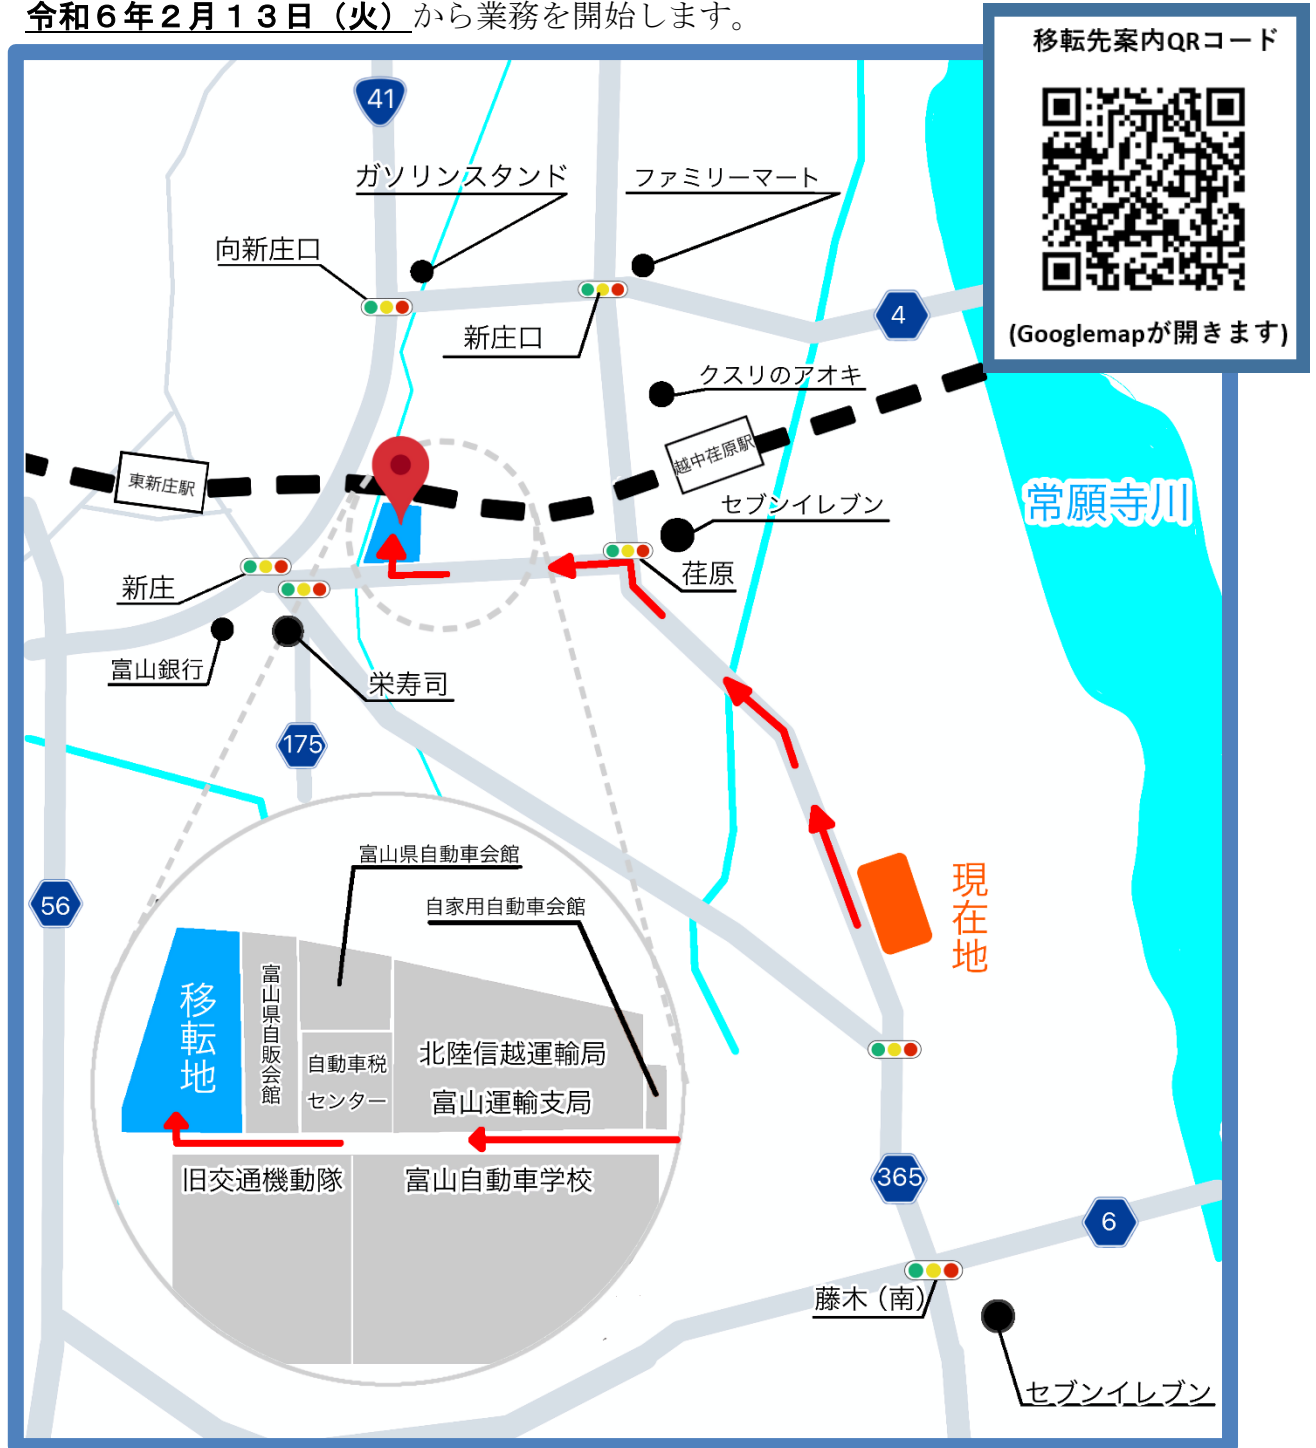 令和６年２月１３日（火）から業務を開始します。
移転先案内QRコード
(Googlemapが開きます)
41
ガソリンスタンド
ファミリーマート
向新庄口
新庄口
4
クスリのアオキ
越中荏原駅
東新庄駅
セブンイレブン
常願寺川
荏原
新庄
富山銀行
栄寿司
175
56
現在地
富山県自動車会館
自家用自動車会館
移転地
富山県自販会館
自動車税
センター
北陸信越運輸局
富山運輸支局
旧交通機動隊
富山自動車学校
365
6
藤木（南）
セブンイレブン